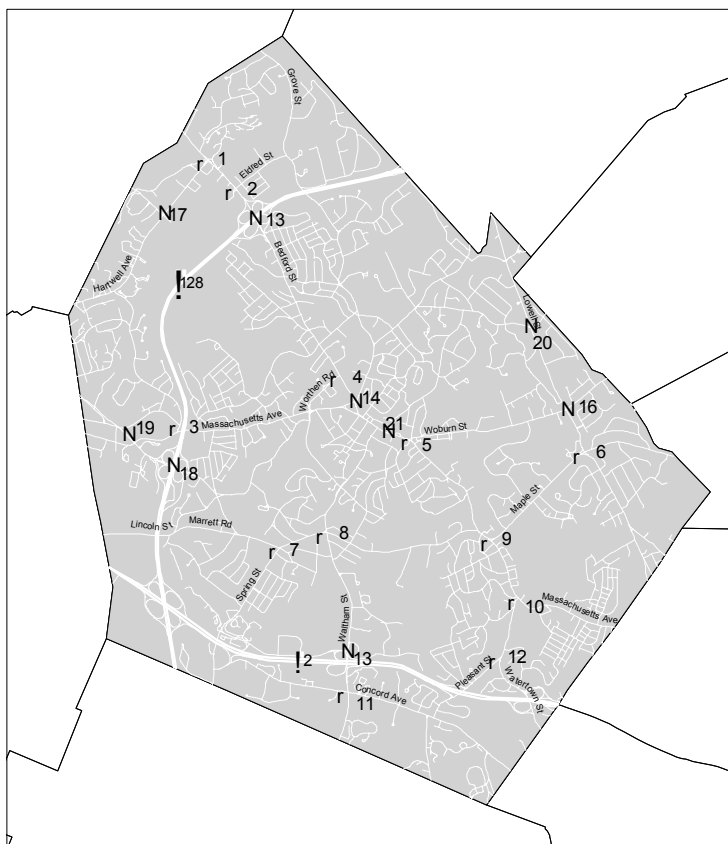 Grove St
r 1
Eldred St
r 2
N 17
N 13
Bedford St
Hartwell Ave
! 128
Lowell St
N 20
Worthen Rd
r 4
N 14
N 16
Massachusetts Ave
N 19
r 3
N 21
r 5
Woburn St
r 6
N 18
Maple St
Lincoln St
Marrett Rd
r 8
r 7
r 9
Spring St
r 10
Massachusetts Ave
Waltham St
! 2
N 13
r 12
Pleasant St
Watertown St
r 11
Concord Ave